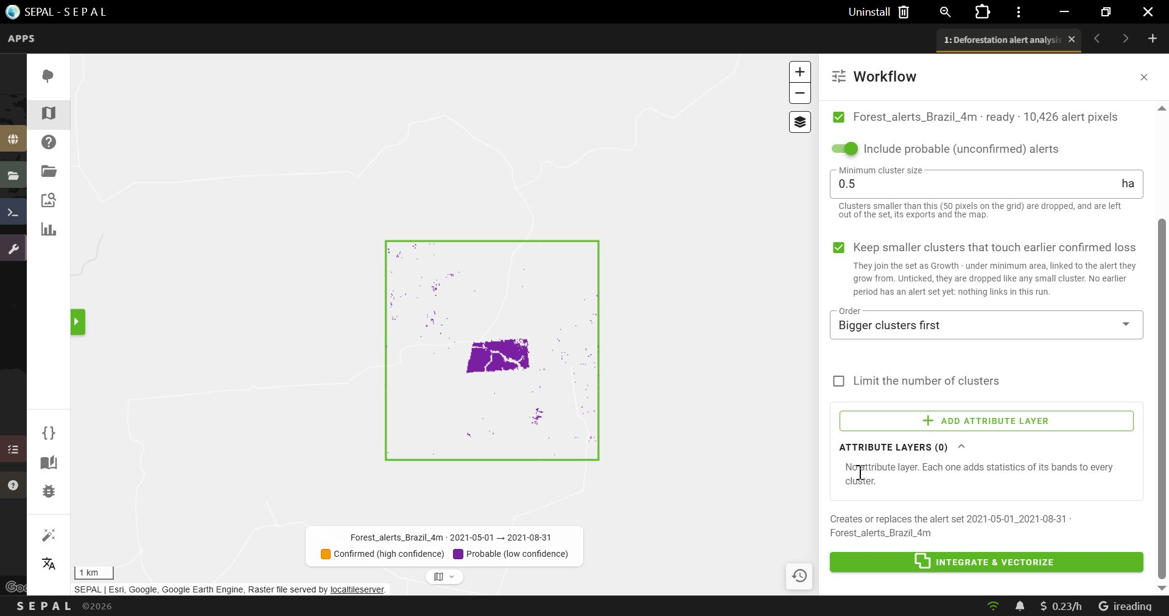 SEPAL - S E P A L
Uninstall
APPS
1: Deforestation alert analysis
Workflow
Forest_alerts_Brazil_4m · ready · 10,426 alert pixels
Include probable (unconfirmed) alerts
Minimum cluster size
0.5
ha
Clusters smaller than this (50 pixels on the grid) are dropped, and are left
out of the set, its exports and the map.
Keep smaller clusters that touch earlier confirmed loss
They join the set as Growth - under minimum area, linked to the alert they
grow from. Unticked, they are dropped like any small cluster. No earlier
period has an alert set yet: nothing links in this run.
Order
Bigger clusters first
Limit the number of clusters
ADD ATTRIBUTE LAYER
ATTRIBUTE LAYERS (0)
No attribute layer. Each one adds statistics of its bands to every
cluster.
Creates or replaces the alert set 2021-05-01_2021-08-31 ·
Forest_alerts_Brazil_4m
INTEGRATE & VECTORIZE
Forest_alerts_Brazil_4m · 2021-05-01 → 2021-08-31
Confirmed (high confidence)
Probable (low confidence)
1 km
SEPAL | Esri, Google, Google Earth Engine, Raster file served by localtileserver.
S E P A L ©2026
$ 0.23/h
ireading